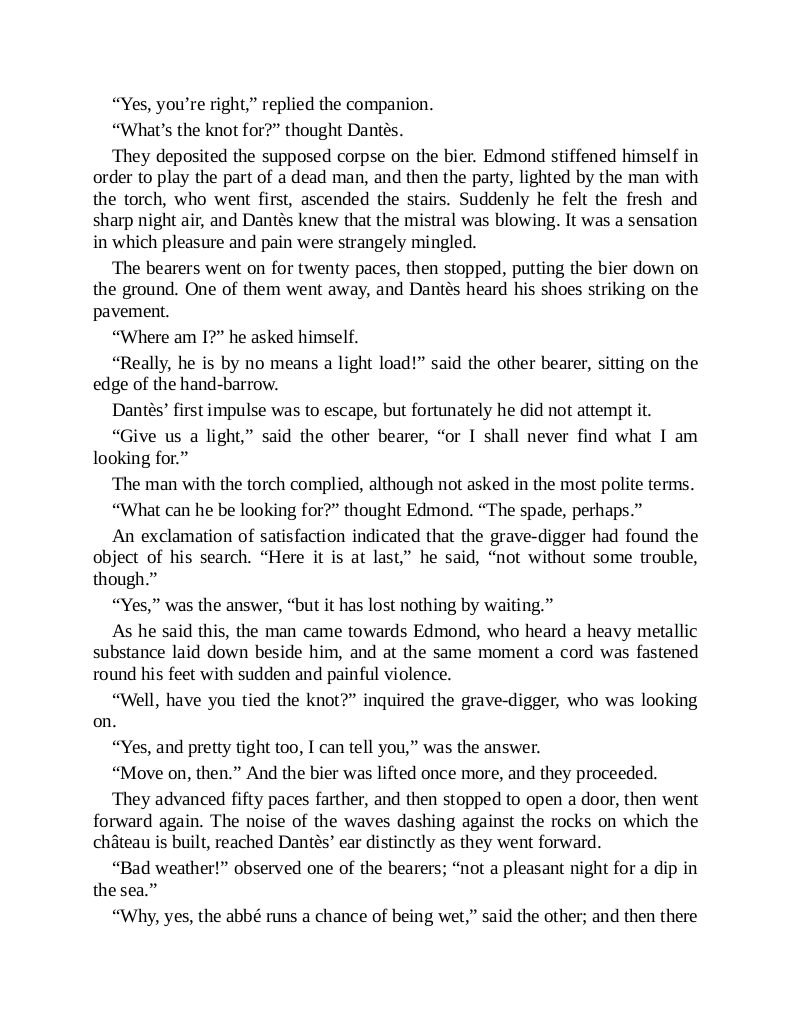 “Yes, you’re right,” replied the companion.
“What’s the knot for?” thought Dantès.
They deposited the supposed corpse on the bier. Edmond stiffened himself in
order to play the part of a dead man, and then the party, lighted by the man with
the torch, who went first, ascended the stairs. Suddenly he felt the fresh and
sharp night air, and Dantès knew that the mistral was blowing. It was a sensation
in which pleasure and pain were strangely mingled.
The bearers went on for twenty paces, then stopped, putting the bier down on
the ground. One of them went away, and Dantès heard his shoes striking on the
pavement.
“Where am I?” he asked himself.
“Really, he is by no means a light load!” said the other bearer, sitting on the
edge of the hand-barrow.
Dantès’ first impulse was to escape, but fortunately he did not attempt it.
“Give us a light,” said the other bearer, “or I shall never find what I am
looking for.”
The man with the torch complied, although not asked in the most polite terms.
“What can he be looking for?” thought Edmond. “The spade, perhaps.”
An exclamation of satisfaction indicated that the grave-digger had found the
object of his search. “Here it is at last,” he said, “not without some trouble,
though.”
“Yes,” was the answer, “but it has lost nothing by waiting.”
As he said this, the man came towards Edmond, who heard a heavy metallic
substance laid down beside him, and at the same moment a cord was fastened
round his feet with sudden and painful violence.
“Well, have you tied the knot?” inquired the grave-digger, who was looking
on.
“Yes, and pretty tight too, I can tell you,” was the answer.
“Move on, then.” And the bier was lifted once more, and they proceeded.
They advanced fifty paces farther, and then stopped to open a door, then went
forward again. The noise of the waves dashing against the rocks on which the
château is built, reached Dantès’ ear distinctly as they went forward.
“Bad weather!” observed one of the bearers; “not a pleasant night for a dip in
the sea.”
“Why, yes, the abbé runs a chance of being wet,” said the other; and then there